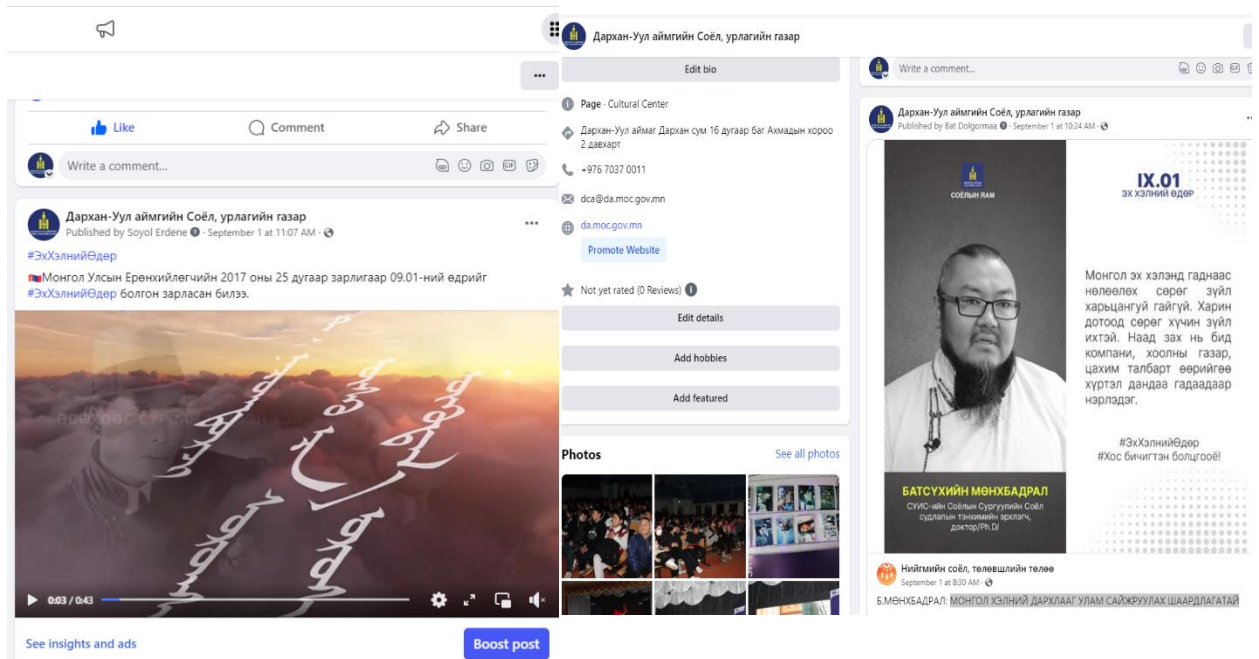 ...
Like
Comment
Share
Write a comment...
GIF
Дархан-Уул аймгийн Соёл, урлагийн газар
Published by Soyol Erdene · September 1 at 11:07 AM ·
...
#ЭхХэлнийӨдөр
Монгол Улсын Ерөнхийлөгчийн 2017 оны 25 дугаар зарлигаар 09.01-ний өдрийг
#ЭхХэлнийӨдөр болгон зарласан билээ.
0:03 / 0:43
See insights and ads
Boost post
Дархан-Уул аймгийн Соёл, урлагийн газар
Edit bio
Page · Cultural Center
Дархан-Уул аймаг Дархан сум 16 дугаар баг Ахмадын хороо
2 давхарт
+976 7037 0011
dca@da.moc.gov.mn
da.moc.gov.mn
Promote Website
Not yet rated (0 Reviews)
Edit details
Add hobbies
Add featured
Photos
See all photos
Write a comment...
Дархан-Уул аймгийн Соёл, урлагийн газар
Published by Bat Dolgormaa · September 1 at 10:24 AM ·
СОЁЛЫН ЯАМ
IX.01
ЭХ ХЭЛНИЙ ӨДӨР
Монгол эх хэлэнд гаднаас
нөлөөлөх сөрөг зүйл
харьцангуй гайгүй. Харин
дотоод сөрөг хүчин зүйл
ихтэй. Наад зах нь бид
компани, хоолны газар,
цахим талбарт өөрийгөө
хүртэл дандаа гадаадаар
нэрлэдэг.
#ЭхХэлнийӨдөр
#Хос бичигтэн болцгооё!
БАТСҮХИЙН МӨНХБАДРАЛ
СУИС-ийн Соёлын Сургуулийн Соёл
судлалын тэнхимийн эрхлэгч,
доктор/Ph.D/
Нийгмийн соёл, төлөвшлийн төлөө
September 1 at 8:30 AM ·
Б.МӨНХБАДРАЛ: МОНГОЛ ХЭЛНИЙ ДАРХЛААГ УЛАМ САЙЖРУУЛАХ ШААРДЛАГАТАЙ